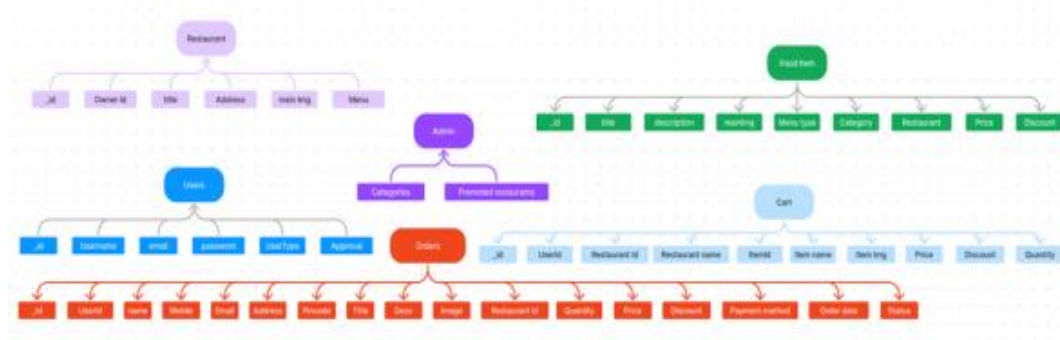 Restaurant
_id Owner Id title Address main Img Menu
Food Item
_id title description mainImg Menu type Category Restaurant Price Discount
Admin
Categories Promoted restaurants
Users
_id Username email password UserType Approval
Cart
_id UserId Restaurant Id Restaurant name ItemId Item name Item Img Price Discount Quantity
Orders
_id UserId name Mobile Email Address Pincode Title Desc Image Restaurant Id Quantity Price Discount Payment method Order date Status